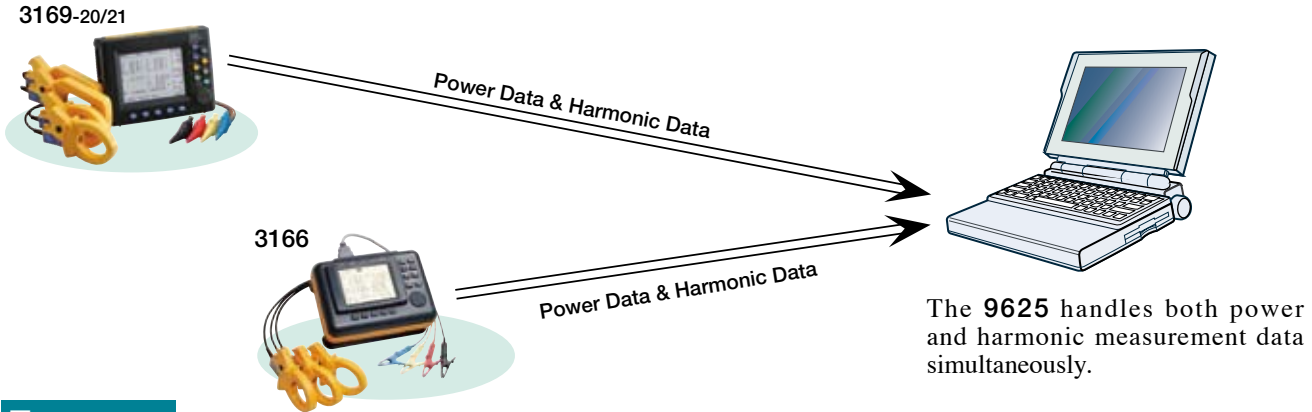 3169-20/21
Power Data & Harmonic Data
3166
Power Data & Harmonic Data
The 9625 handles both power
and harmonic measurement data
simultaneously.